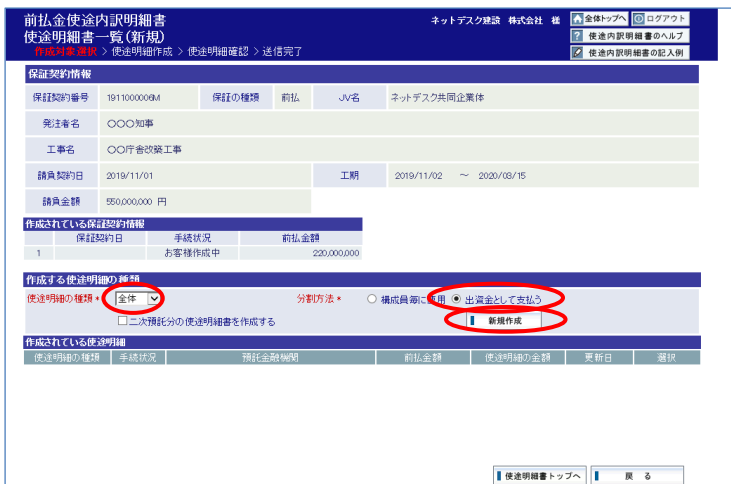 前払金使途内訳明細書
使途明細書一覧(新規)
作成対象選択 > 使途明細作成 > 使途明細確認 > 送信完了
ネットデスク建設 株式会社 様
全体トップへ ログアウト
? 使途内訳明細書のヘルプ
使途内訳明細書の記入例
保証契約情報
保証契約番号 1911000006M 保証の種類 前払 JV名 ネットデスク共同企業体
発注者名 〇〇〇知事
工事名 〇〇庁舎改築工事
請負契約日 2019/11/01 工期 2019/11/02 ～ 2020/03/15
請負金額 550,000,000 円
作成されている保証契約情報
保証契約日 手続状況 前払金額
1 お客様作成中 220,000,000
作成する使途明細の種類
使途明細の種類* 全体 分割方法* 構成員毎に使用 出資金として支払う
二次預託分の使途明細書を作成する 新規作成
作成されている使途明細
使途明細の種類 手続状況 預託金融機関 前払金額 使途明細の金額 更新日 選択
使途明細書トップへ 戻る